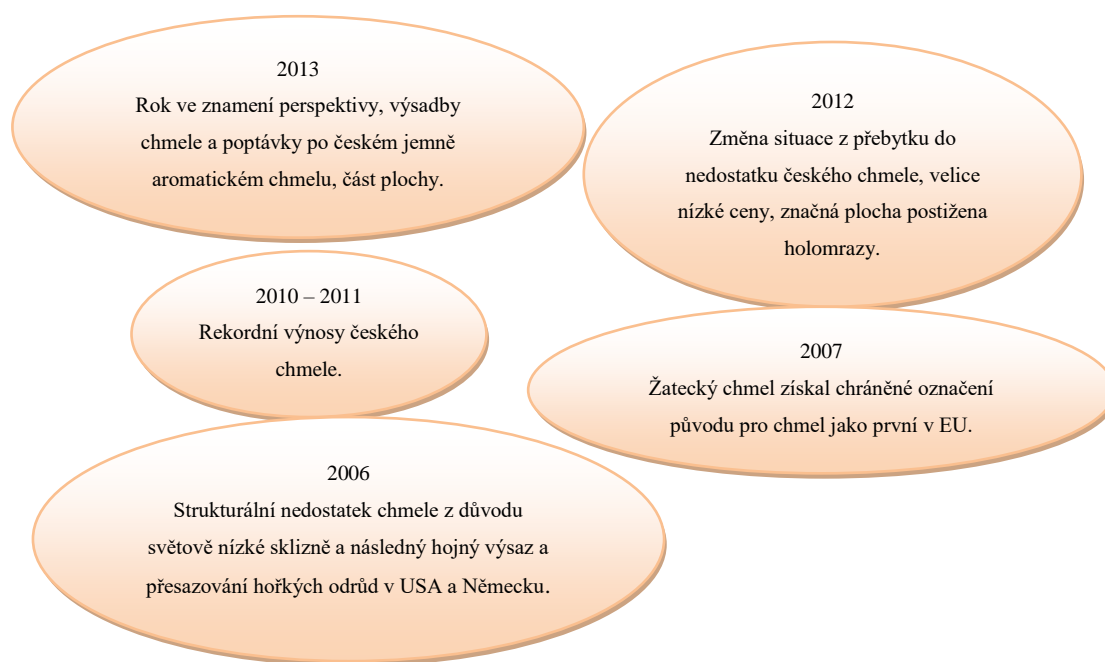 2013
Rok ve znamení perspektivy, výsadby
chmele a poptávky po českém jemně
aromatickém chmelu, část plochy.
2012
Změna situace z přebytku do
nedostatku českého chmele, velice
nízké ceny, značná plocha postižena
holomrazy.
2010 – 2011
Rekordní výnosy českého
chmele.
2007
Žatecký chmel získal chráněné označení
původu pro chmel jako první v EU.
2006
Strukturální nedostatek chmele z důvodu
světově nízké sklizně a následný hojný výsaz a
přesazování hořkých odrůd v USA a Německu.